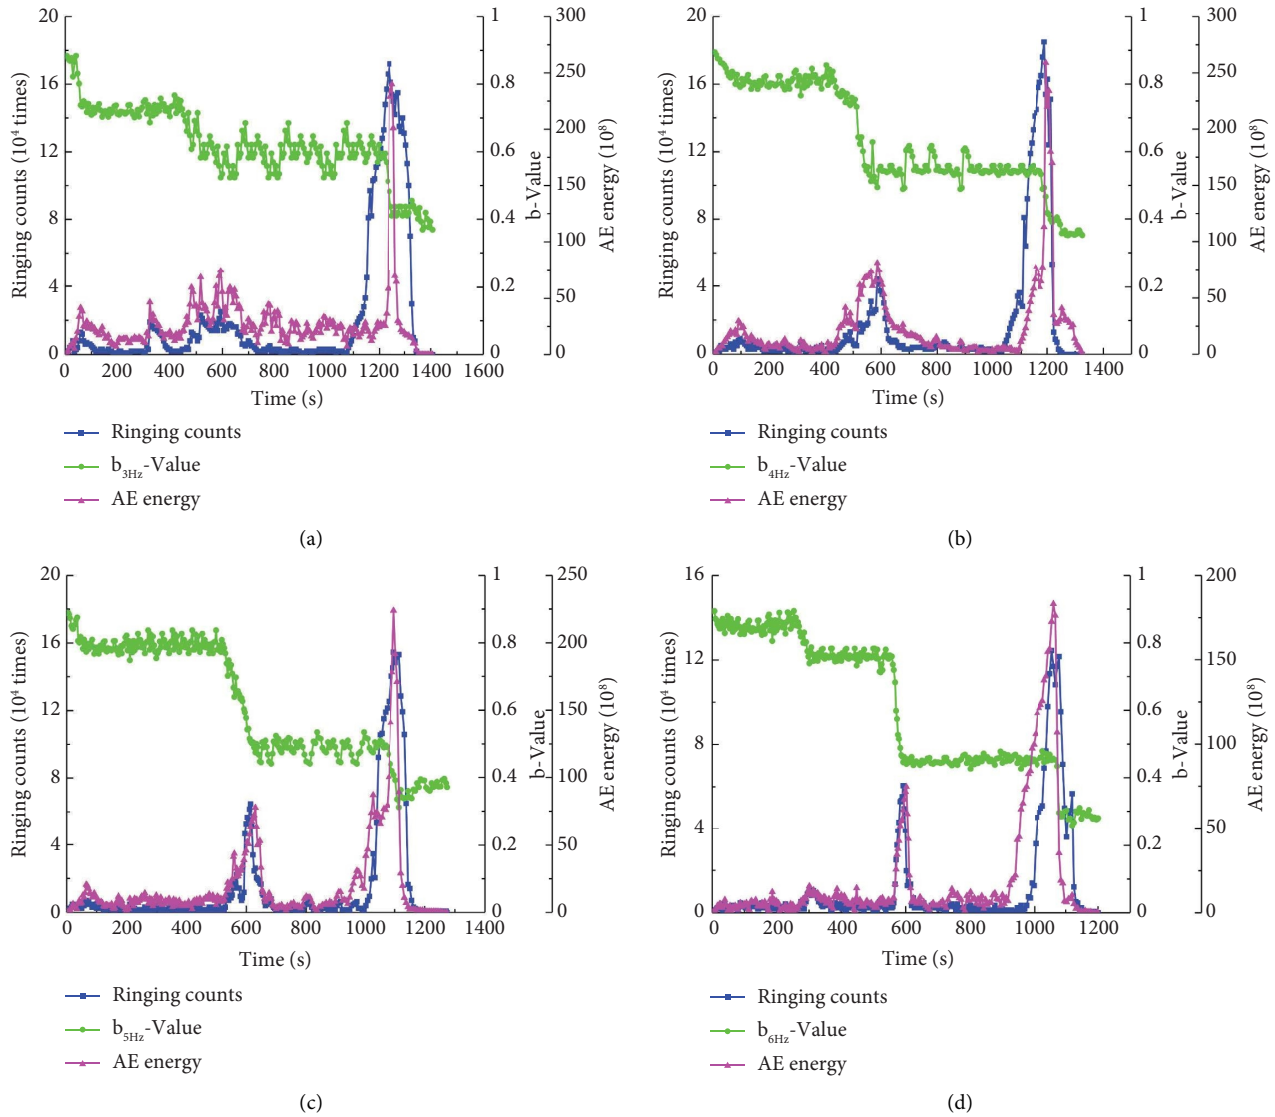 20
16
12
8
4
0
Ringing counts (10⁴ times)
1
0.8
0.6
0.4
0.2
0
b-Value
300
250
200
150
100
50
0
AE energy (10⁸)
0 200 400 600 800 1000 1200 1400 1600
Time (s)
Ringing counts
b₃Hz-Value
AE energy
(a)
20
16
12
8
4
0
Ringing counts (10⁴ times)
1
0.8
0.6
0.4
0.2
0
b-Value
300
250
200
150
100
50
0
AE energy (10⁸)
0 200 400 600 800 1000 1200 1400
Time (s)
Ringing counts
b₄Hz-Value
AE energy
(b)
20
16
12
8
4
0
Ringing counts (10⁴ times)
1
0.8
0.6
0.4
0.2
0
b-Value
250
200
150
100
50
0
AE energy (10⁸)
0 200 400 600 800 1000 1200 1400
Time (s)
Ringing counts
b₅Hz-Value
AE energy
(c)
16
12
8
4
0
Ringing counts (10⁴ times)
1
0.8
0.6
0.4
0.2
0
b-Value
200
150
100
50
0
AE energy (10⁸)
0 200 400 600 800 1000 1200
Time (s)
Ringing counts
b₆Hz-Value
AE energy
(d)